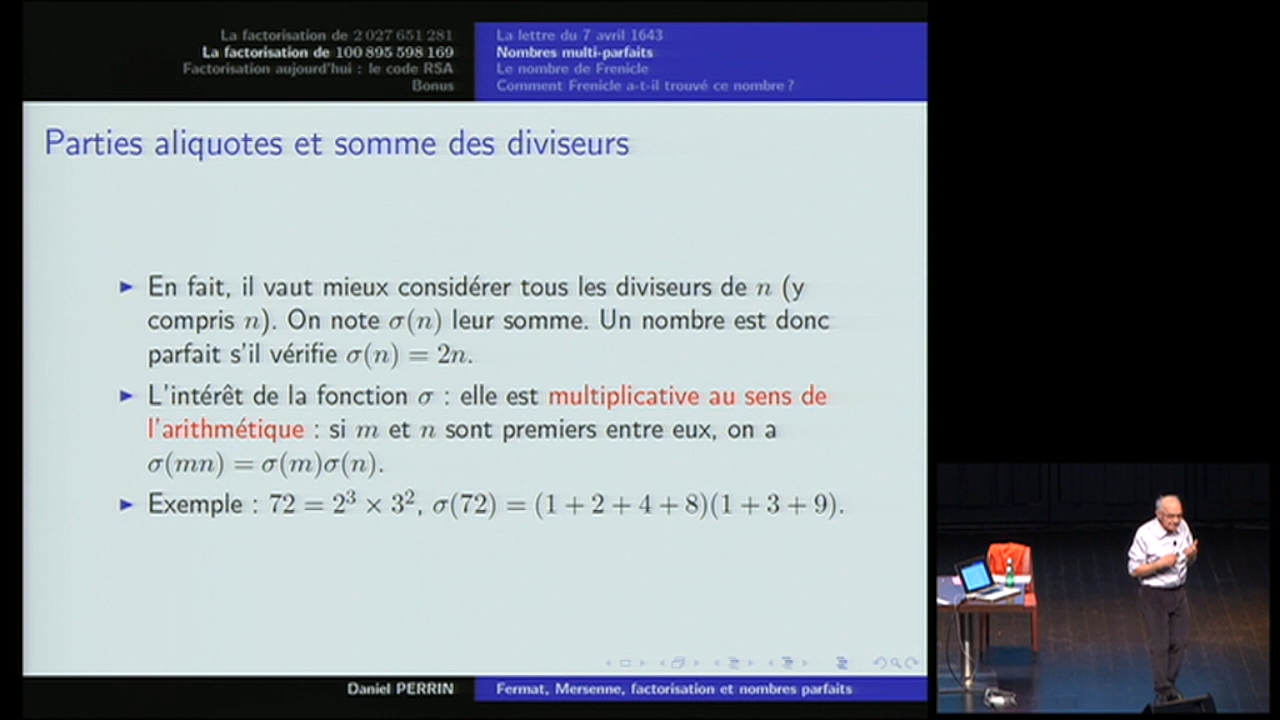 La factorisation de 2 027 651 281
La factorisation de 100 895 598 169
Factorisation aujourd'hui : le code RSA
Bonus
La lettre du 7 avril 1643
Nombres multi-parfaits
Le nombre de Frenicle
Comment Frenicle a-t-il trouvé ce nombre ?
Parties aliquotes et somme des diviseurs
En fait, il vaut mieux considérer tous les diviseurs de n (y
compris n). On note σ(n) leur somme. Un nombre est donc
parfait s'il vérifie σ(n) = 2n.
L'intérêt de la fonction σ : elle est multiplicative au sens de
l'arithmétique : si m et n sont premiers entre eux, on a
σ(mn) = σ(m)σ(n).
Exemple : 72 = 2³ × 3², σ(72) = (1 + 2 + 4 + 8)(1 + 3 + 9).
Daniel PERRIN
Fermat, Mersenne, factorisation et nombres parfaits